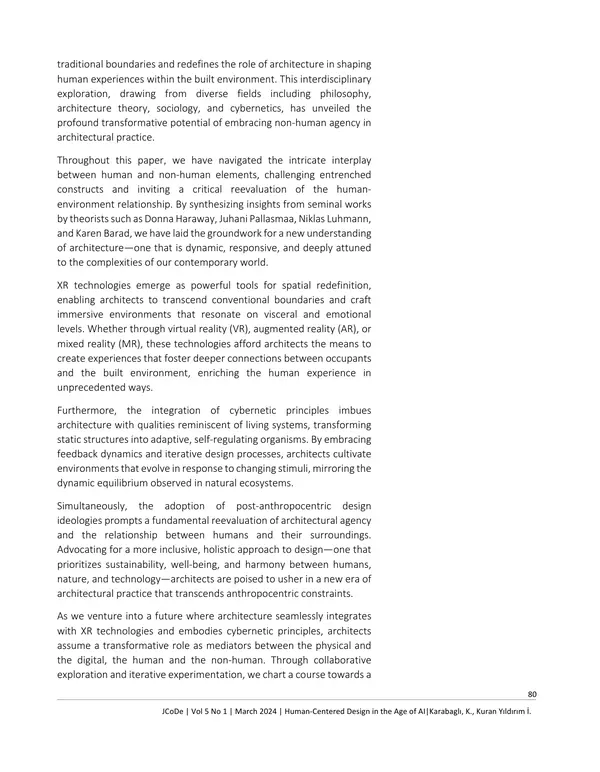 traditional boundaries and redefines the role of architecture in shaping
human experiences within the built environment. This interdisciplinary
exploration, drawing from diverse fields including philosophy,
architecture theory, sociology, and cybernetics, has unveiled the
profound transformative potential of embracing non-human agency in
architectural practice.
Throughout this paper, we have navigated the intricate interplay
between human and non-human elements, challenging entrenched
constructs and inviting a critical reevaluation of the human-
environment relationship. By synthesizing insights from seminal works
by theorists such as Donna Haraway, Juhani Pallasmaa, Niklas Luhmann,
and Karen Barad, we have laid the groundwork for a new understanding
of architecture—one that is dynamic, responsive, and deeply attuned
to the complexities of our contemporary world.
XR technologies emerge as powerful tools for spatial redefinition,
enabling architects to transcend conventional boundaries and craft
immersive environments that resonate on visceral and emotional
levels. Whether through virtual reality (VR), augmented reality (AR), or
mixed reality (MR), these technologies afford architects the means to
create experiences that foster deeper connections between occupants
and the built environment, enriching the human experience in
unprecedented ways.
Furthermore, the integration of cybernetic principles imbues
architecture with qualities reminiscent of living systems, transforming
static structures into adaptive, self-regulating organisms. By embracing
feedback dynamics and iterative design processes, architects cultivate
environments that evolve in response to changing stimuli, mirroring the
dynamic equilibrium observed in natural ecosystems.
Simultaneously, the adoption of post-anthropocentric design
ideologies prompts a fundamental reevaluation of architectural agency
and the relationship between humans and their surroundings.
Advocating for a more inclusive, holistic approach to design—one that
prioritizes sustainability, well-being, and harmony between humans,
nature, and technology—architects are poised to usher in a new era of
architectural practice that transcends anthropocentric constraints.
As we venture into a future where architecture seamlessly integrates
with XR technologies and embodies cybernetic principles, architects
assume a transformative role as mediators between the physical and
the digital, the human and the non-human. Through collaborative
exploration and iterative experimentation, we chart a course towards a
80
JCoDe | Vol 5 No 1 | March 2024 | Human-Centered Design in the Age of AI|Karabaglı, K., Kuran Yıldırım İ.